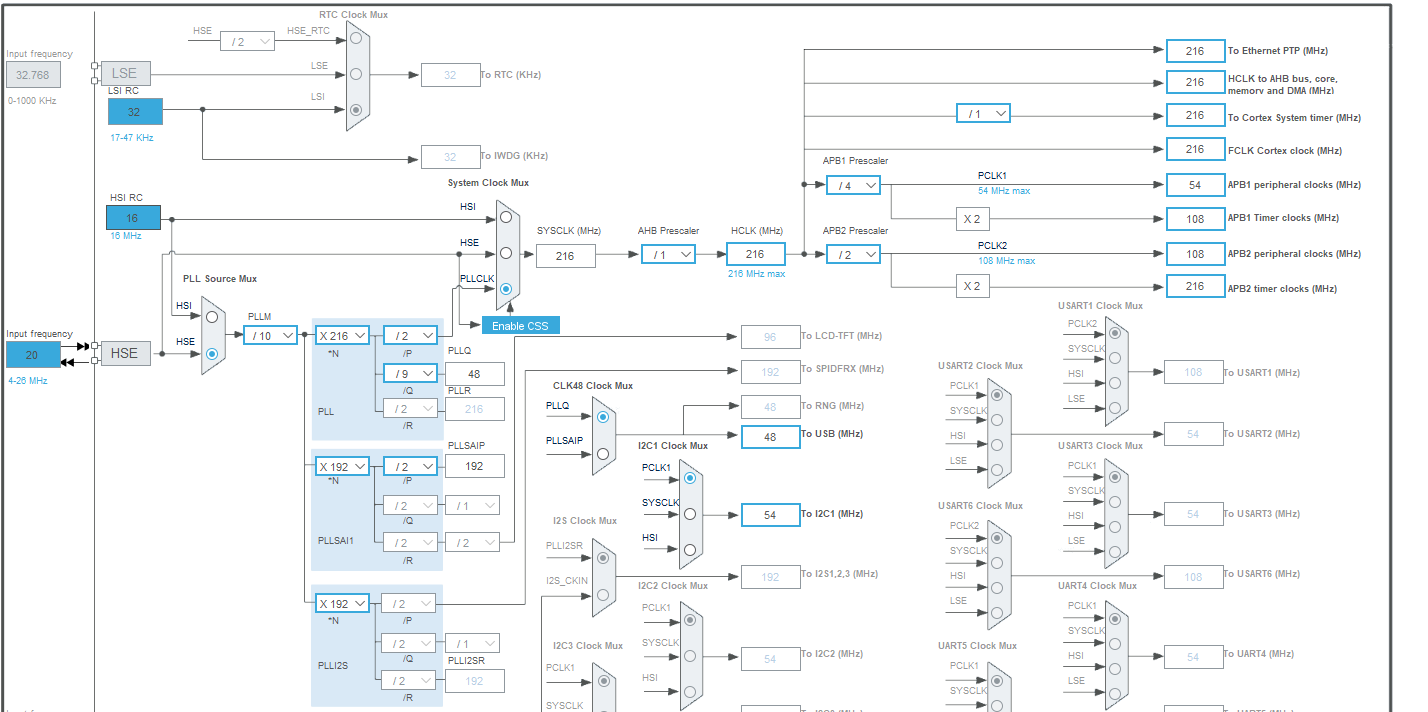 RTC Clock Mux
HSE
/ 2
HSE_RTC
Input frequency
32.768
0-1000 KHz
LSE
LSE
32
To RTC (KHz)
LSI RC
32
17-47 KHz
LSI
32
To IWDG (KHz)
216
To Ethernet PTP (MHz)
216
HCLK to AHB bus, core,
memory and DMA (MHz)
/ 1
216
To Cortex System timer (MHz)
216
FCLK Cortex clock (MHz)
APB1 Prescaler
/ 4
PCLK1
54 MHz max
54
APB1 peripheral clocks (MHz)
X 2
108
APB1 Timer clocks (MHz)
System Clock Mux
HSI RC
16
16 MHz
HSI
HSE
PLLCLK
SYSCLK (MHz)
216
AHB Prescaler
/ 1
HCLK (MHz)
216
216 MHz max
APB2 Prescaler
/ 2
PCLK2
108 MHz max
108
APB2 peripheral clocks (MHz)
X 2
216
APB2 timer clocks (MHz)
Enable CSS
PLL Source Mux
HSI
HSE
Input frequency
20
4-26 MHz
HSE
PLLM
/ 10
X 216
*N
/ 2
/P
PLLQ
/ 9
48
/Q
PLLR
/ 2
216
/R
PLL
PLLSAIP
X 192
*N
/ 2
192
/P
/ 2
/ 1
/Q
PLLSAI1
/ 2
/ 2
/R
X 192
*N
/ 2
/P
/ 2
/ 1
/Q
PLLI2SR
PLLI2S
/ 2
192
/R
96
To LCD-TFT (MHz)
192
To SPIDFRX (MHz)
CLK48 Clock Mux
PLLQ
PLLSAIP
48
To RNG (MHz)
48
To USB (MHz)
I2C1 Clock Mux
PCLK1
SYSCLK
HSI
54
To I2C1 (MHz)
I2S Clock Mux
PLLI2SR
I2S_CKIN
192
To I2S1,2,3 (MHz)
I2C2 Clock Mux
PCLK1
SYSCLK
HSI
54
To I2C2 (MHz)
I2C3 Clock Mux
PCLK1
SYSCLK
USART1 Clock Mux
PCLK2
SYSCLK
HSI
LSE
108
To USART1 (MHz)
USART2 Clock Mux
PCLK1
SYSCLK
HSI
LSE
54
To USART2 (MHz)
USART3 Clock Mux
PCLK1
SYSCLK
HSI
LSE
54
To USART3 (MHz)
USART6 Clock Mux
PCLK2
SYSCLK
HSI
LSE
108
To USART6 (MHz)
UART4 Clock Mux
PCLK1
SYSCLK
HSI
LSE
54
To UART4 (MHz)
UART5 Clock Mux
PCLK1
SYSCLK